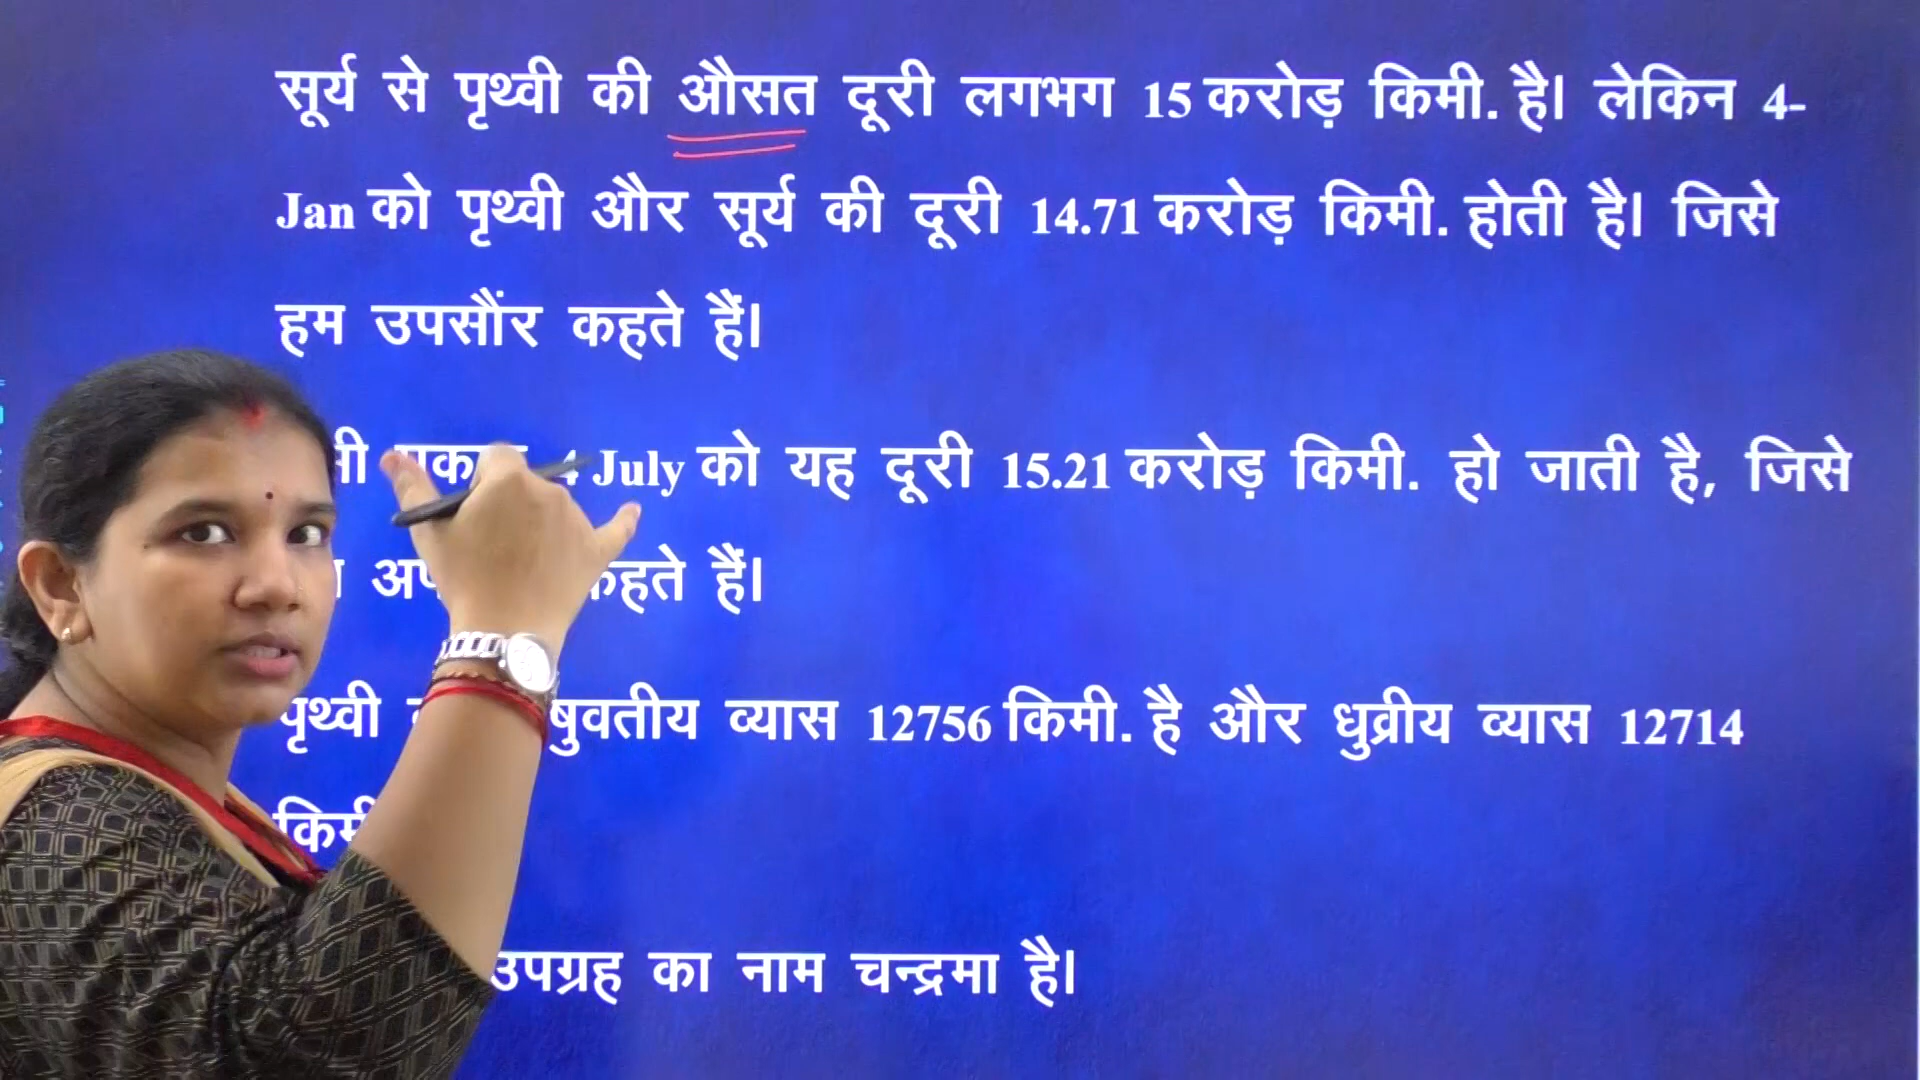 सूर्य से पृथ्वी की औसत दूरी लगभग 15 करोड़ किमी. है। लेकिन 4-
Jan को पृथ्वी और सूर्य की दूरी 14.71 करोड़ किमी. होती है। जिसे
हम उपसौंर कहते हैं।
4 July को यह दूरी 15.21 करोड़ किमी. हो जाती है, जिसे
कहते हैं।
पृथ्वी व्यास 12756 किमी. है और धुव्रीय व्यास 12714
उपग्रह का नाम चन्द्रमा है।